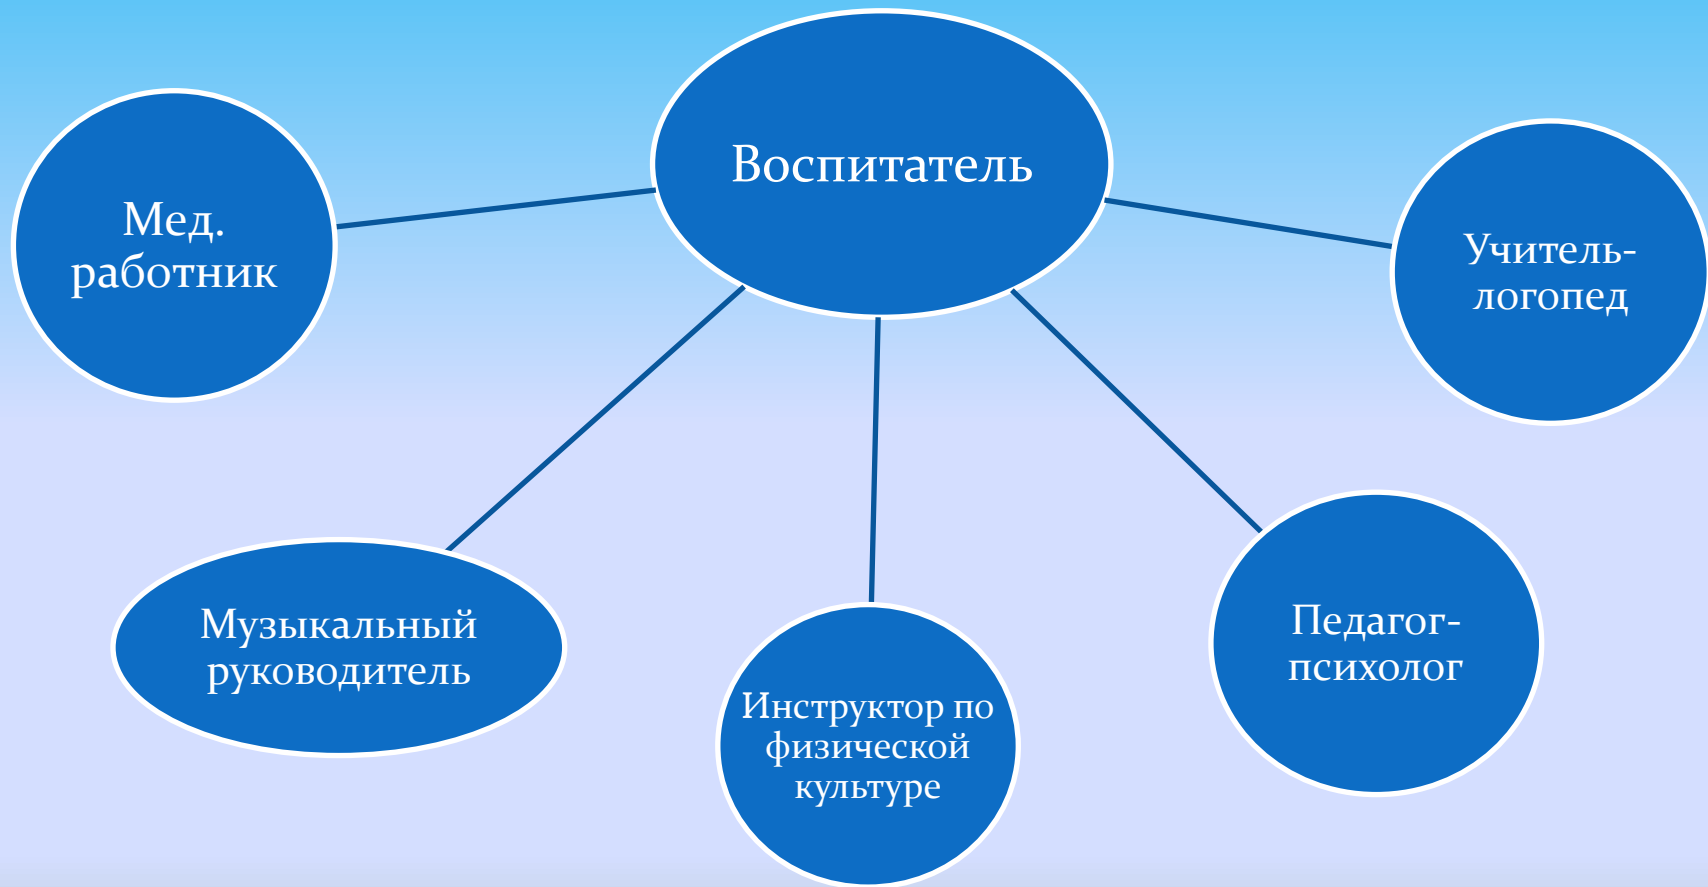 Воспитатель
Мед.
работник
Учитель-
логопед
Музыкальный
руководитель
Инструктор по
физической
культуре
Педагог-
психолог